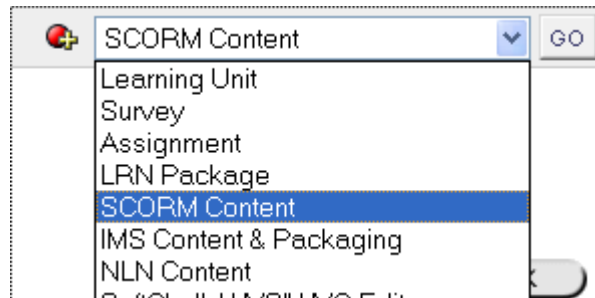 SCORM Content GO
Learning Unit
Survey
Assignment
LRN Package
SCORM Content
IMS Content & Packaging
NLN Content